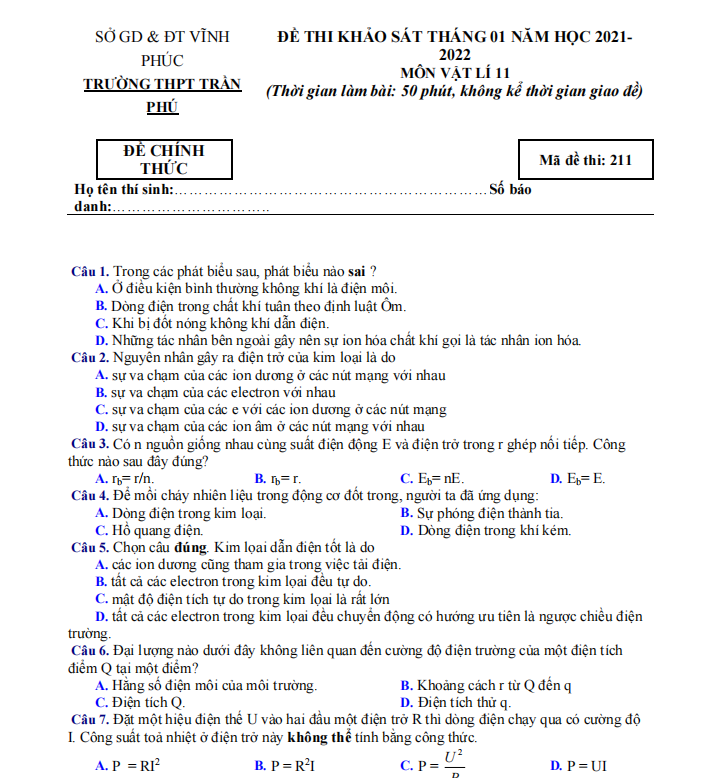 SỞ GD & ĐT VĨNH
PHÚC
TRƯỜNG THPT TRẦN
PHÚ
ĐỀ THI KHẢO SÁT THÁNG 01 NĂM HỌC 2021-
2022
MÔN VẬT LÍ 11
(Thời gian làm bài: 50 phút, không kể thời gian giao đề)
ĐỀ CHÍNH
THỨC
Mã đề thi: 211
Họ tên thí sinh:……………………………………………………Số báo
danh:…………………………..
Câu 1. Trong các phát biểu sau, phát biểu nào sai ?
A. Ở điều kiện bình thường không khí là điện môi.
B. Dòng điện trong chất khí tuân theo định luật Ôm.
C. Khi bị đốt nóng không khí dẫn điện.
D. Những tác nhân bên ngoài gây nên sự ion hóa chất khí gọi là tác nhân ion hóa.
Câu 2. Nguyên nhân gây ra điện trở của kim loại là do
A. sự va chạm của các ion dương ở các nút mạng với nhau
B. sự va chạm của các electron với nhau
C. sự va chạm của các e với các ion dương ở các nút mạng
D. sự va chạm của các ion âm ở các nút mạng với nhau
Câu 3. Có n nguồn giống nhau cùng suất điện động E và điện trở trong r ghép nối tiếp. Công
thức nào sau đây đúng?
A. r_b= r/n. B. r_b= r. C. E_b= nE. D. E_b= E.
Câu 4. Để mồi cháy nhiên liệu trong động cơ đốt trong, người ta đã ứng dụng:
A. Dòng điện trong kim loại. B. Sự phóng điện thành tia.
C. Hồ quang điện. D. Dòng điện trong khí kém.
Câu 5. Chọn câu đúng. Kim lọai dẫn điện tốt là do
A. các ion dương cũng tham gia trong việc tải điện.
B. tất cả các electron trong kim lọai đều tự do.
C. mật độ điện tích tự do trong kim lọai là rất lớn
D. tất cả các electron trong kim lọai đều chuyển động có hướng ưu tiên là ngược chiều điện
trường.
Câu 6. Đại lượng nào dưới đây không liên quan đến cường độ điện trường của một điện tích
điểm Q tại một điểm?
A. Hằng số điện môi của môi trường. B. Khoảng cách r từ Q đến q
C. Điện tích Q. D. Điện tích thử q.
Câu 7. Đặt một hiệu điện thế U vào hai đầu một điện trở R thì dòng điện chạy qua có cường độ
I. Công suất toả nhiệt ở điện trở này không thể tính bằng công thức.
A. P = RI² B. P = R²I C. P = U² D. P = UI